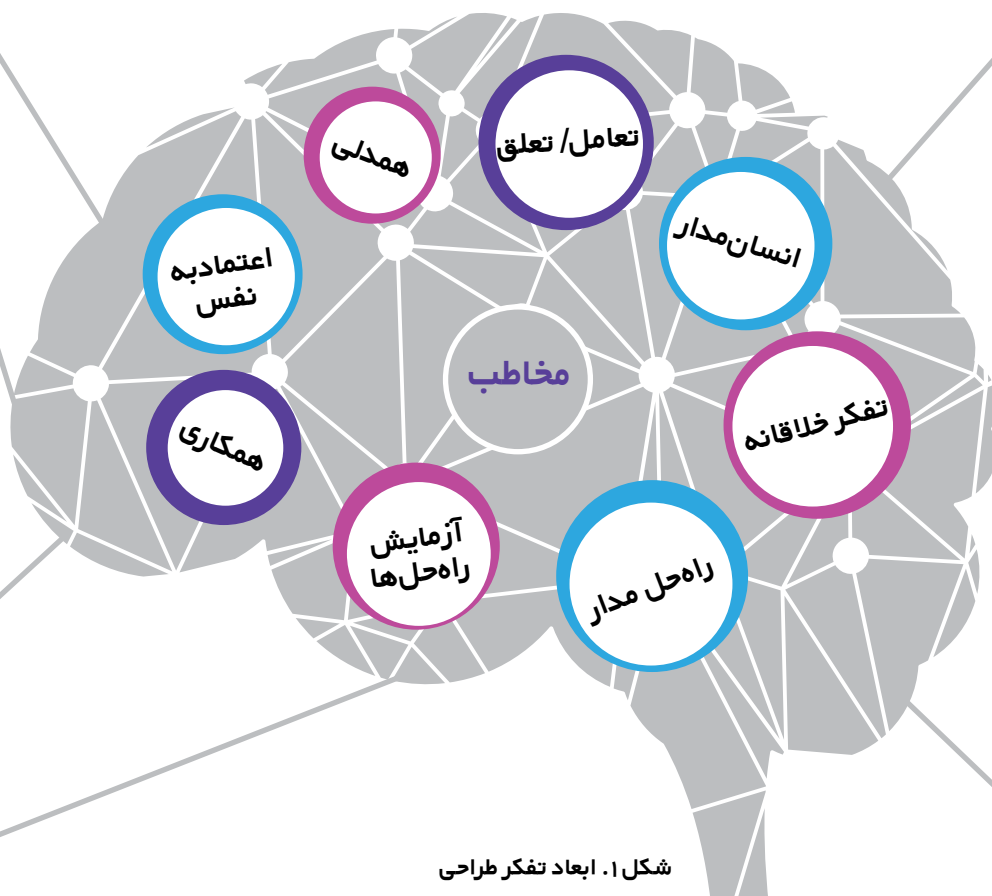 تعامل/ تعلق
همدلی
انسان‌مدار
اعتمادبه
نفس
مخاطب
تفکر خلاقانه
همکاری
آزمایش
راه‌حل‌ها
راه‌حل مدار
شکل ۱. ابعاد تفکر طراحی